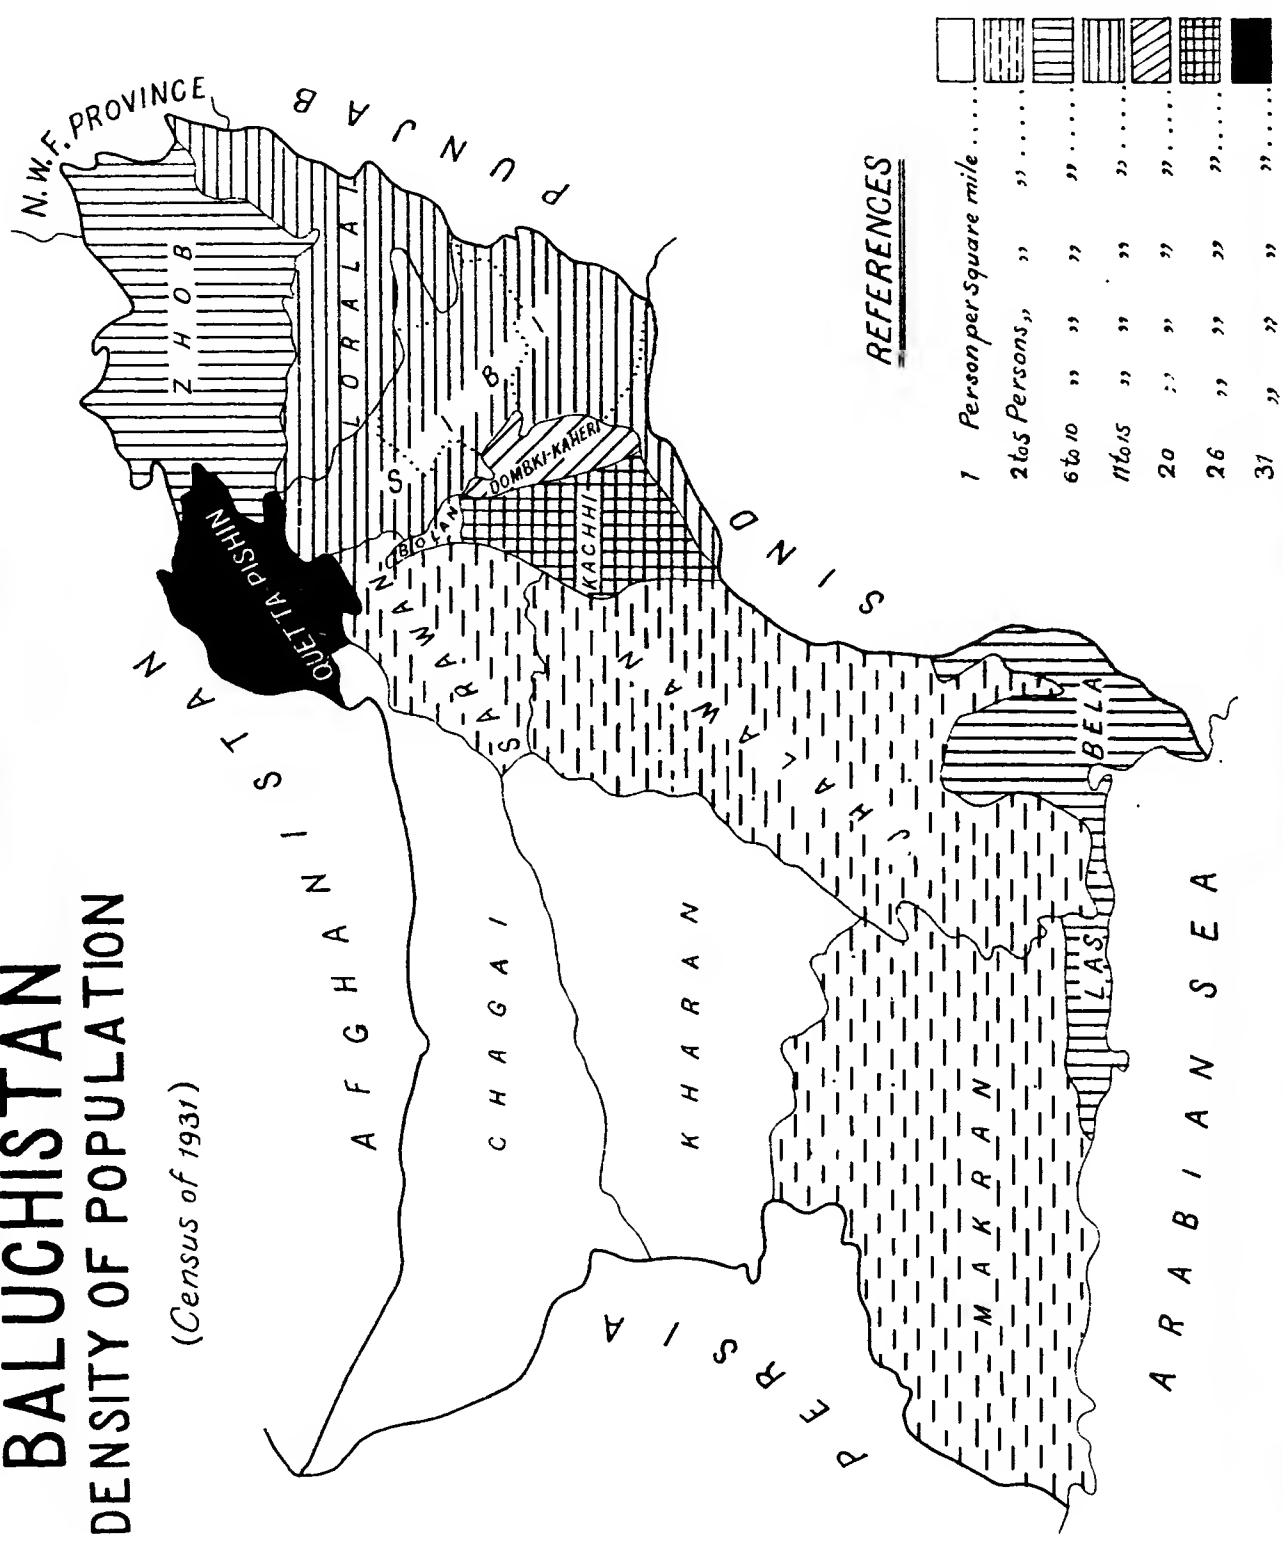 BALUCHISTAN
DENSITY OF POPULATION
(Census of 1931)
N.W.F. PROVINCE
PUNJAB
AFGHANISTAN
ZHOB
LORALAI
QUETTA-PISHIN
SIBI
BOLAN
DOMBKI-KAHERI
KACHHI
SARAWAN
JHALAWAN
CHAGAI
KHARAN
MAKRAN
LAS BELA
SIND
PERSIA
ARABIAN SEA
REFERENCES
1 Person per square mile ......
2 to 5 Persons „ „ „ ......
6 to 10 „ „ „ „ ......
11 to 15 „ „ „ „ ......
20 „ „ „ „ ......
26 „ „ „ „ ......
31 „ „ „ „ ......